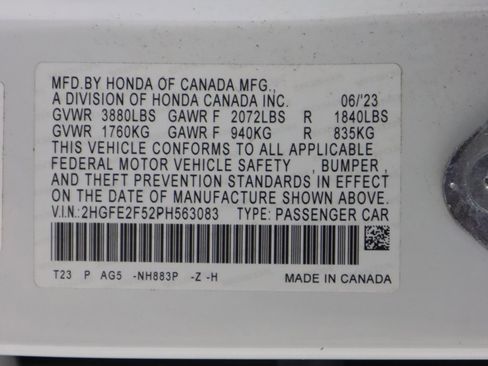 MFD.BY HONDA OF CANADA MFG.,
A DIVISION OF HONDA CANADA INC. 06/'23
GVWR 3880LBS GAWR F 2072LBS R 1840LBS
GVWR 1760KG GAWR F 940KG R 835KG
THIS VEHICLE CONFORMS TO ALL APPLICABLE
FEDERAL MOTOR VEHICLE SAFETY , BUMPER ,
AND THEFT PREVENTION STANDARDS IN EFFECT
ON THE DATE OF MANUFACTURE SHOWN ABOVE.
V.I.N.:2HGFE2F52PH563083 TYPE: PASSENGER CAR
T23 P AG5 -NH883P -Z -H MADE IN CANADA